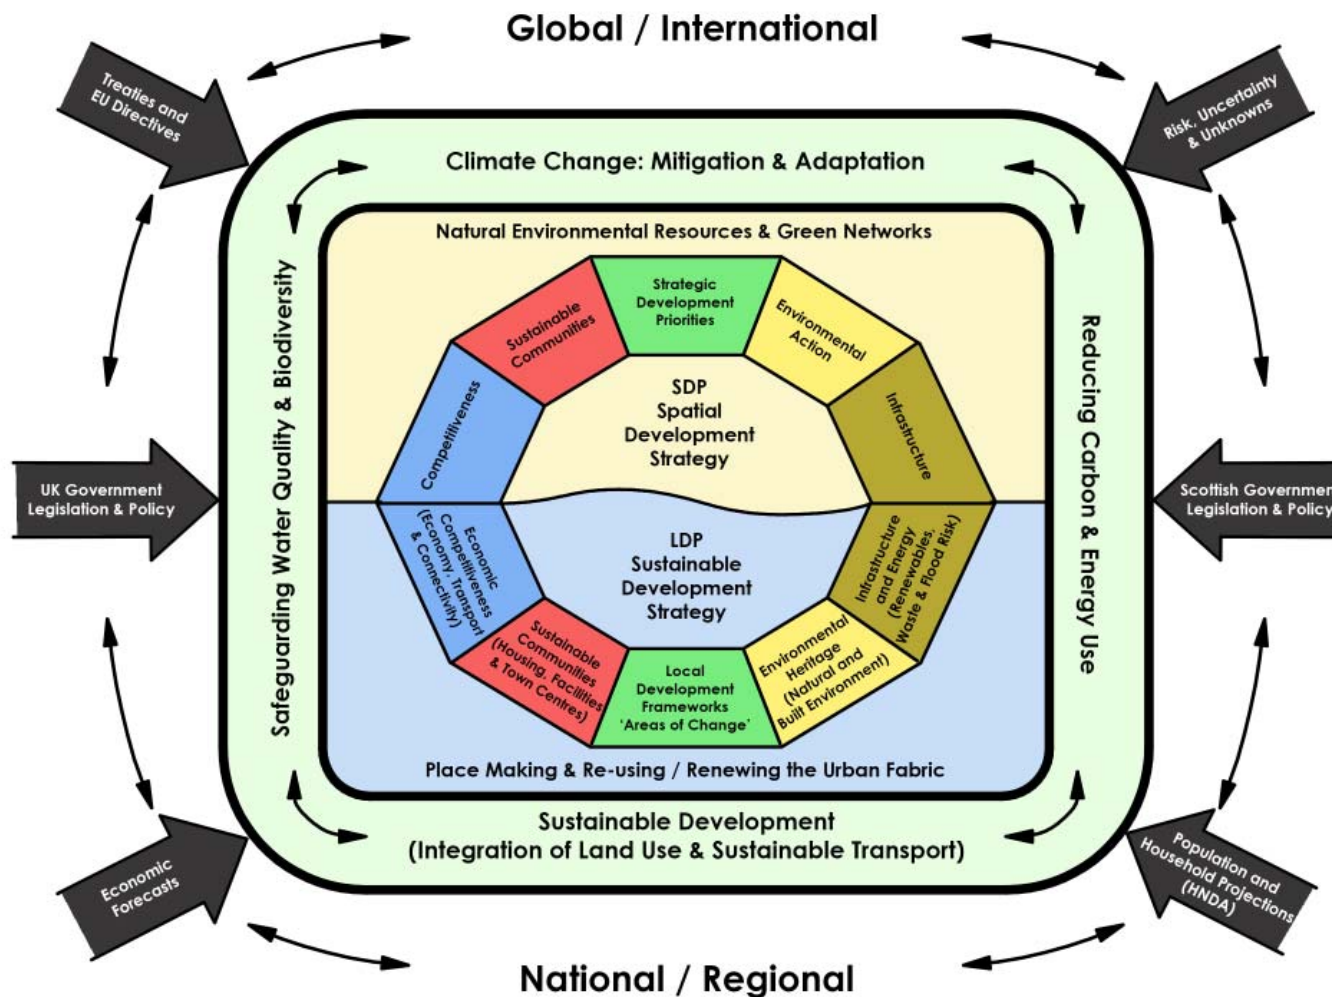 Global / International
Treaties and
EU Directives
Risk, Uncertainty
& Unknowns
Climate Change: Mitigation & Adaptation
Natural Environmental Resources & Green Networks
Safeguarding Water Quality & Biodiversity
Reducing Carbon & Energy Use
Sustainable
Communities
Strategic
Development
Priorities
Environmental
Action
Competitiveness
Infrastructure
SDP
Spatial
Development
Strategy
UK Government
Legislation & Policy
Scottish Government
Legislation & Policy
LDP
Sustainable
Development
Strategy
Economic
Competitiveness
(Economy, Transport
& Connectivity)
Sustainable
Communities
(Housing, Facilities
& Town Centres)
Local
Development
Frameworks
'Areas of Change'
Environmental
Heritage
(Natural and
Built Environment)
Infrastructure
and Energy
(Renewables,
Waste & Flood Risk)
Place Making & Re-using / Renewing the Urban Fabric
Sustainable Development
(Integration of Land Use & Sustainable Transport)
Economic
Forecasts
Population and
Household Projections
(HNDA)
National / Regional